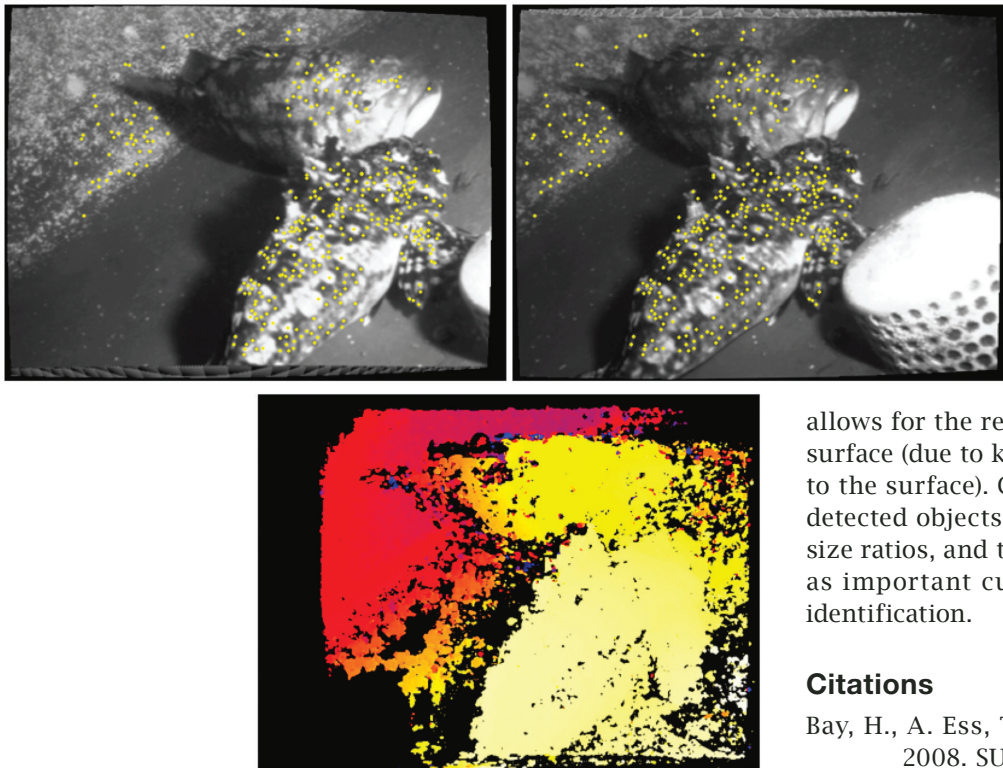 allows for the re
surface (due to k
to the surface). C
detected objects
size ratios, and t
as important cu
identification.
Citations
Bay, H., A. Ess, T
2008. SU